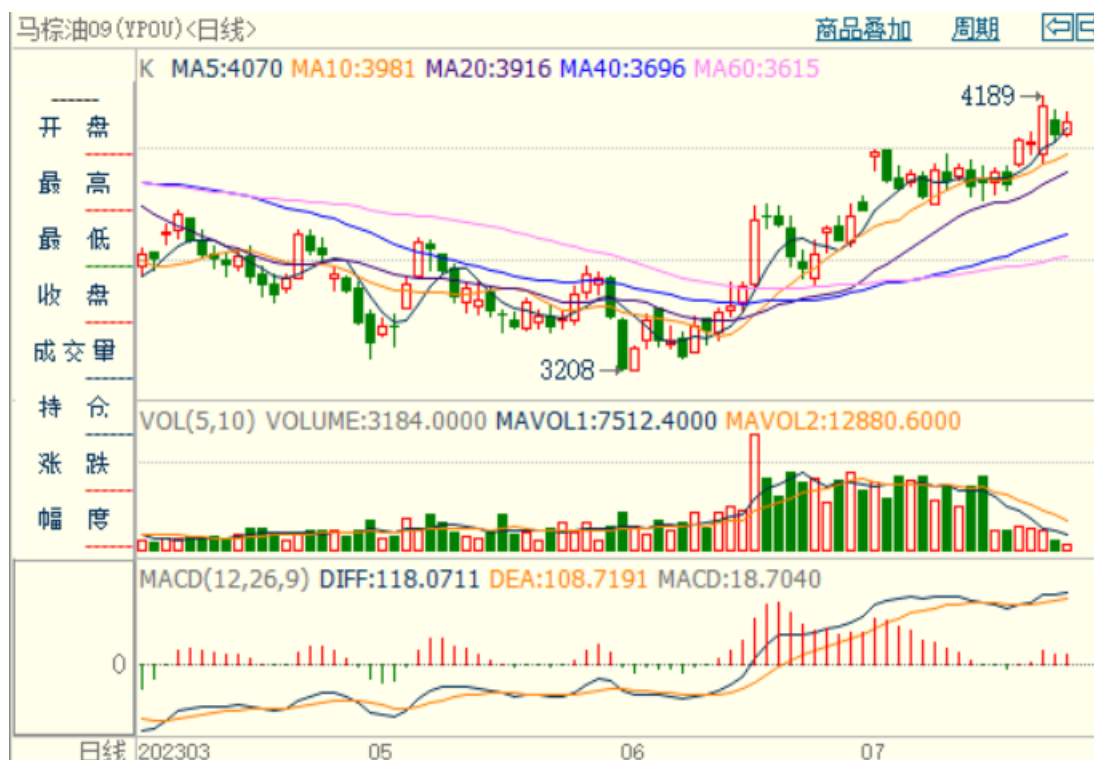 马棕油09(YPOU)<日线> 商品叠加 周期
K MA5:4070 MA10:3981 MA20:3916 MA40:3696 MA60:3615
4189
开 盘
最 高
最 低
收 盘
成交量
持 仓
涨 跌
幅 度
3208
VOL(5,10) VOLUME:3184.0000 MAVOL1:7512.4000 MAVOL2:12880.6000
MACD(12,26,9) DIFF:118.0711 DEA:108.7191 MACD:18.7040
0
日线 202303 05 06 07